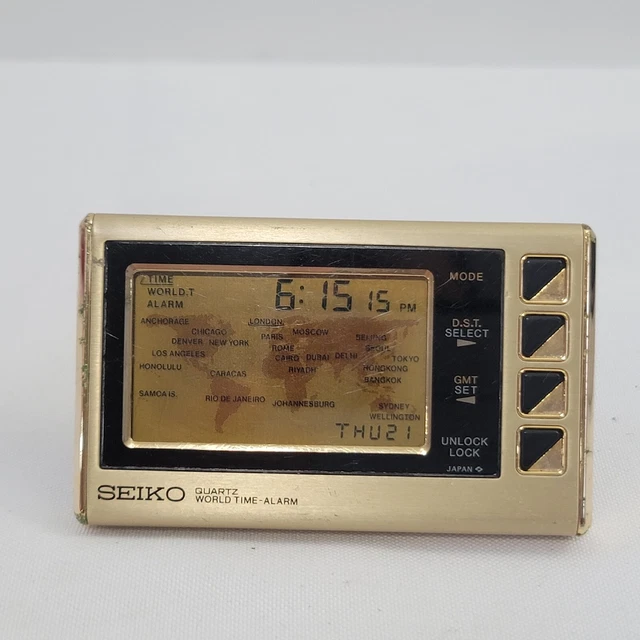 TIME
WORLD.T
ALARM
6:15 15 PM
ANCHORAGE
LONDON.
CHICAGO
PARIS
MOSCOW
DENVER
NEW YORK
BEIJING
ROME
SEOUL
LOS ANGELES
CAIRO
DUBAI
DELHI
TOKYO
HONOLULU
RIYADH
HONGKONG
CARACAS
BANGKOK
SAMOA IS.
RIO DE JANEIRO
JOHANNESBURG
SYDNEY
WELLINGTON
THU21
MODE
D.S.T.
SELECT
GMT
SET
UNLOCK
LOCK
JAPAN
SEIKO
QUARTZ
WORLD TIME-ALARM